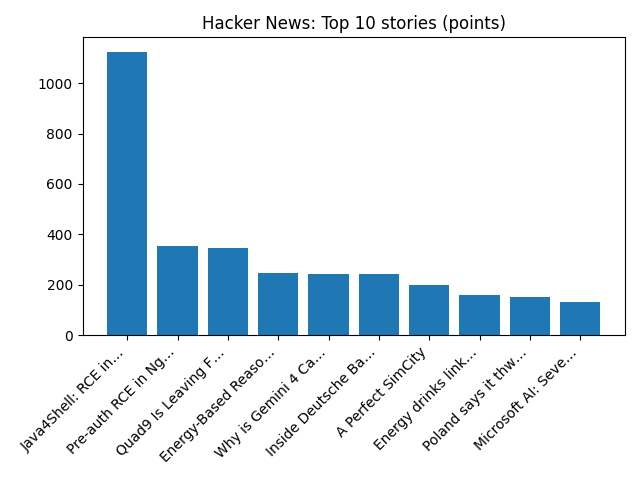 Hacker News: Top 10 stories (points)
1000
800
600
400
200
0
Java4Shell: RCE in...
Pre-auth RCE in Ng...
Quad9 Is Leaving F...
Energy-Based Reaso...
Why is Gemini 4 Ca...
Inside Deutsche Ba...
A Perfect SimCity
Energy drinks link...
Poland says it thw...
Microsoft AI: Seve...